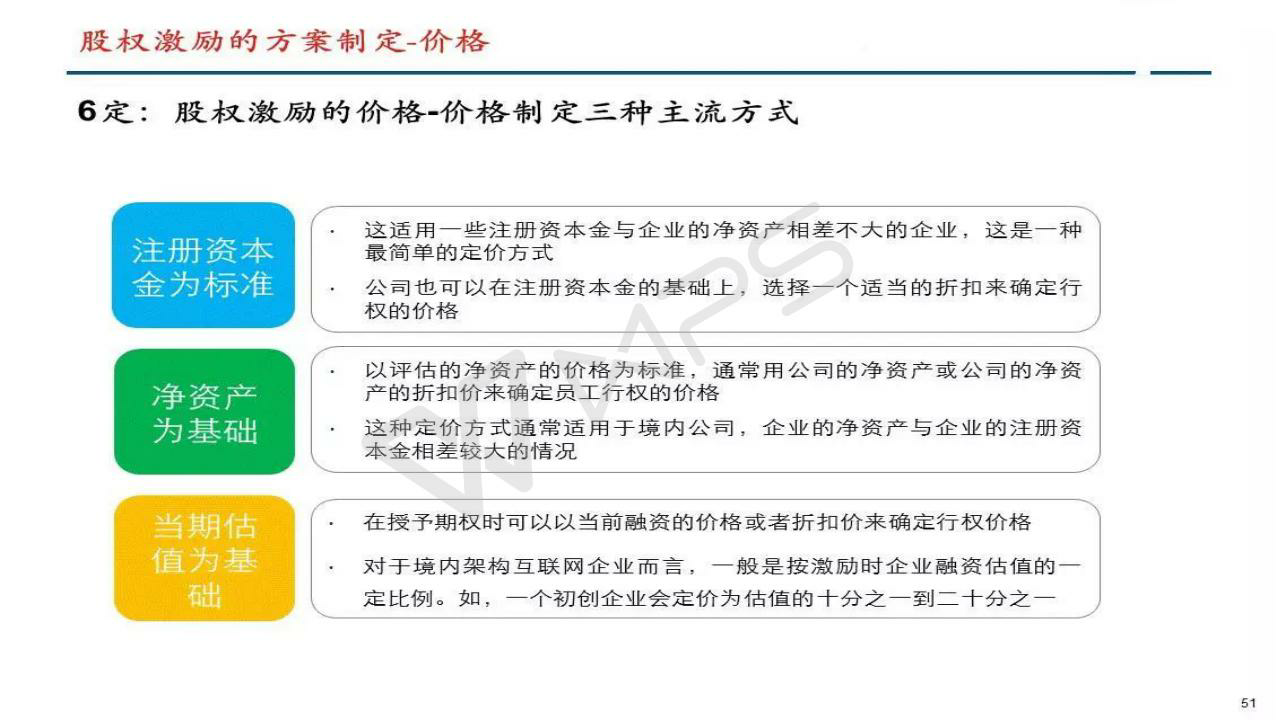 股权激励的方案制定-价格
6定：股权激励的价格-价格制定三种主流方式
注册资本
金为标准
· 这适用一些注册资本金与企业的净资产相差不大的企业，这是一种
最简单的定价方式
· 公司也可以在注册资本金的基础上，选择一个适当的折扣来确定行
权的价格
净资产
为基础
· 以评估的净资产的价格为标准，通常用公司的净资产或公司的净资
产的折扣价来确定员工行权的价格
· 这种定价方式通常适用于境内公司，企业的净资产与企业的注册资
本金相差较大的情况
当期估
值为基
础
· 在授予期权时可以以当前融资的价格或者折扣价来确定行权价格
· 对于境内架构互联网企业而言，一般是按激励时企业融资估值的一
定比例。如，一个初创企业会定价为估值的十分之一到二十分之一
51